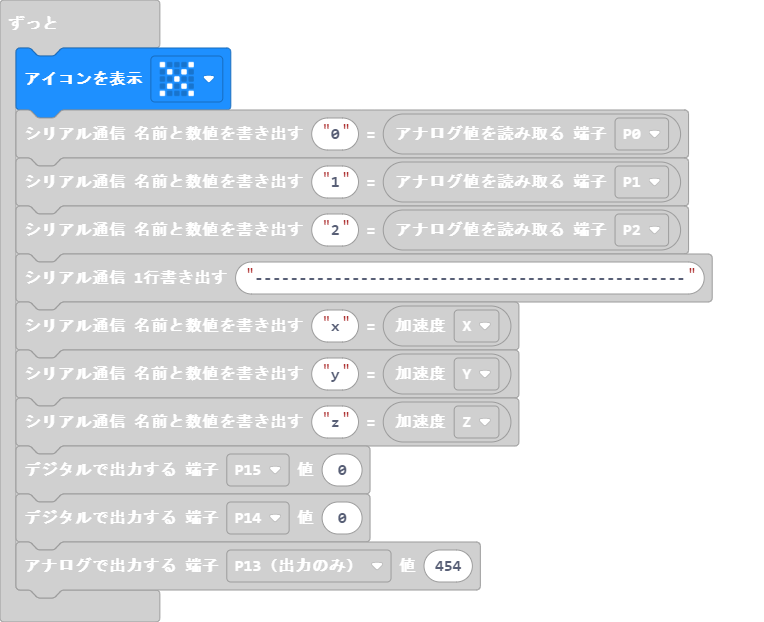 ずっと
アイコンを表示
シリアル通信 名前と数値を書き出す "0" = アナログ値を読み取る 端子 P0
シリアル通信 名前と数値を書き出す "1" = アナログ値を読み取る 端子 P1
シリアル通信 名前と数値を書き出す "2" = アナログ値を読み取る 端子 P2
シリアル通信 1行書き出す "-------------------------------------------------"
シリアル通信 名前と数値を書き出す "x" = 加速度 X
シリアル通信 名前と数値を書き出す "y" = 加速度 Y
シリアル通信 名前と数値を書き出す "z" = 加速度 Z
デジタルで出力する 端子 P15 値 0
デジタルで出力する 端子 P14 値 0
アナログで出力する 端子 P13（出力のみ） 値 454